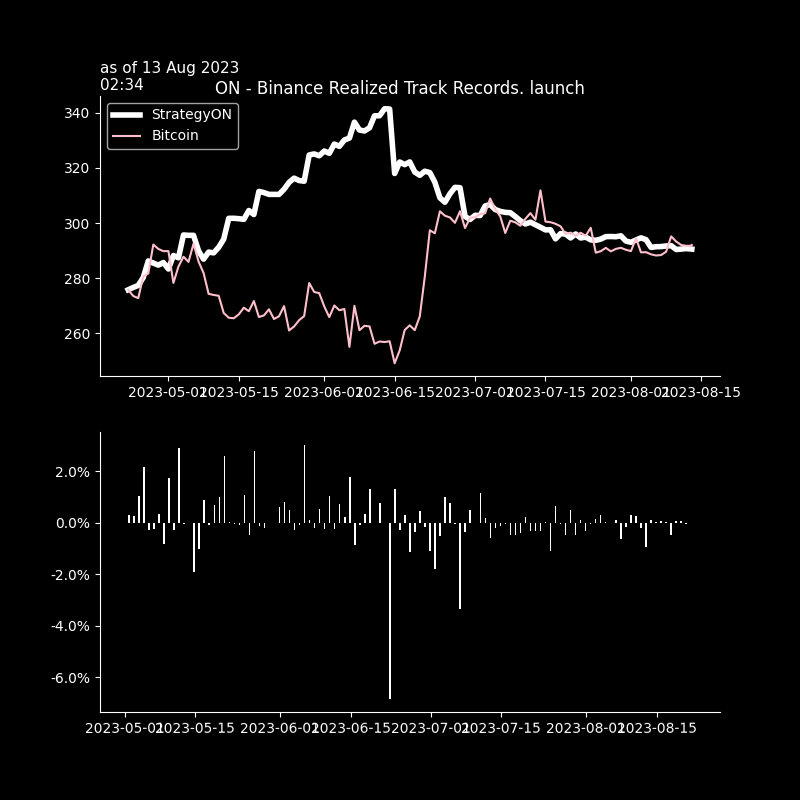 as of 13 Aug 2023
02:34
ON - Binance Realized Track Records. launch
StrategyON
Bitcoin
340
320
300
280
260
2023-05-01 2023-05-15 2023-06-01 2023-06-15 2023-07-01 2023-07-15 2023-08-01 2023-08-15
2.0%
0.0%
-2.0%
-4.0%
-6.0%
2023-05-01 2023-05-15 2023-06-01 2023-06-15 2023-07-01 2023-07-15 2023-08-01 2023-08-15